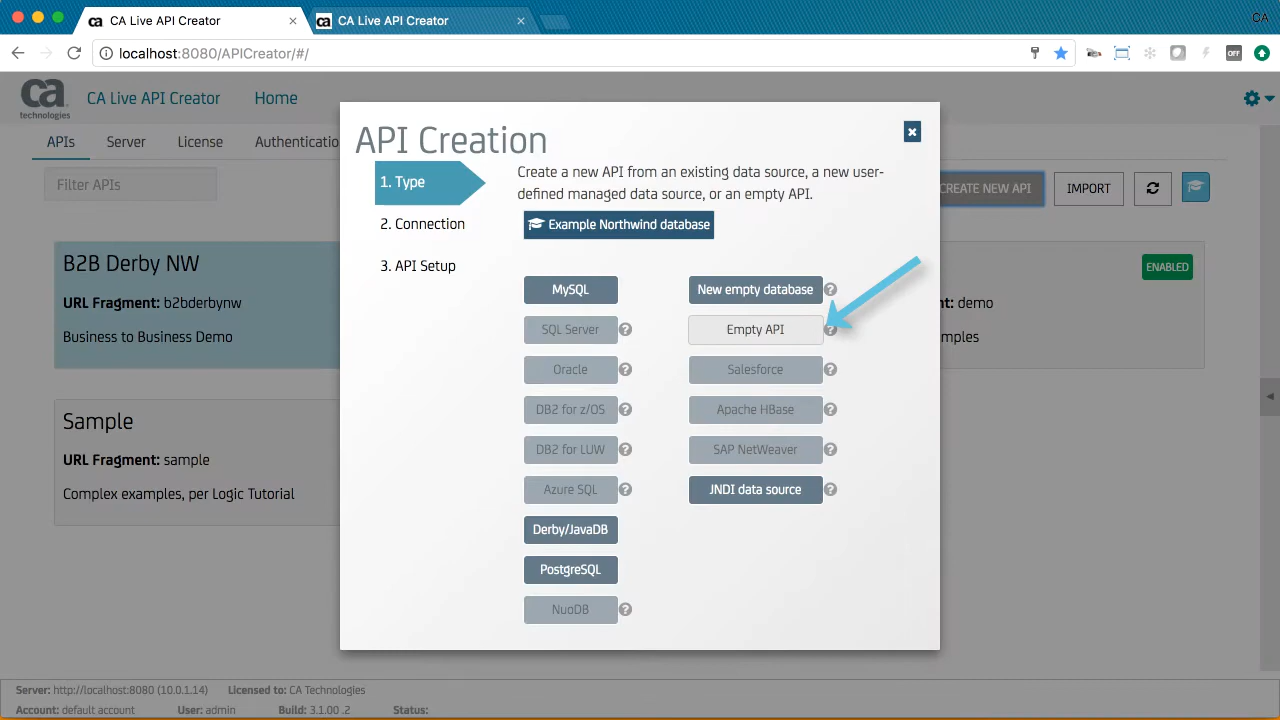 CA Live API Creator
CA Live API Creator
CA
localhost:8080/APICreator/#/
OFF
ca
technologies
CA Live API Creator
Home
APIs
Server
License
Authenticatio
Filter APIs
CREATE NEW API
IMPORT
B2B Derby NW
URL Fragment: b2bderbynw
Business to Business Demo
ENABLED
nt: demo
mples
Sample
URL Fragment: sample
Complex examples, per Logic Tutorial
API Creation
1. Type
2. Connection
3. API Setup
Create a new API from an existing data source, a new user-
defined managed data source, or an empty API.
Example Northwind database
MySQL
New empty database
SQL Server
Empty API
Oracle
Salesforce
DB2 for z/OS
Apache HBase
DB2 for LUW
SAP NetWeaver
Azure SQL
JNDI data source
Derby/JavaDB
PostgreSQL
NuoDB
Server: http://localhost:8080 (10.0.1.14) Licensed to: CA Technologies
Account: default account User: admin Build: 3.1.00 .2 Status: